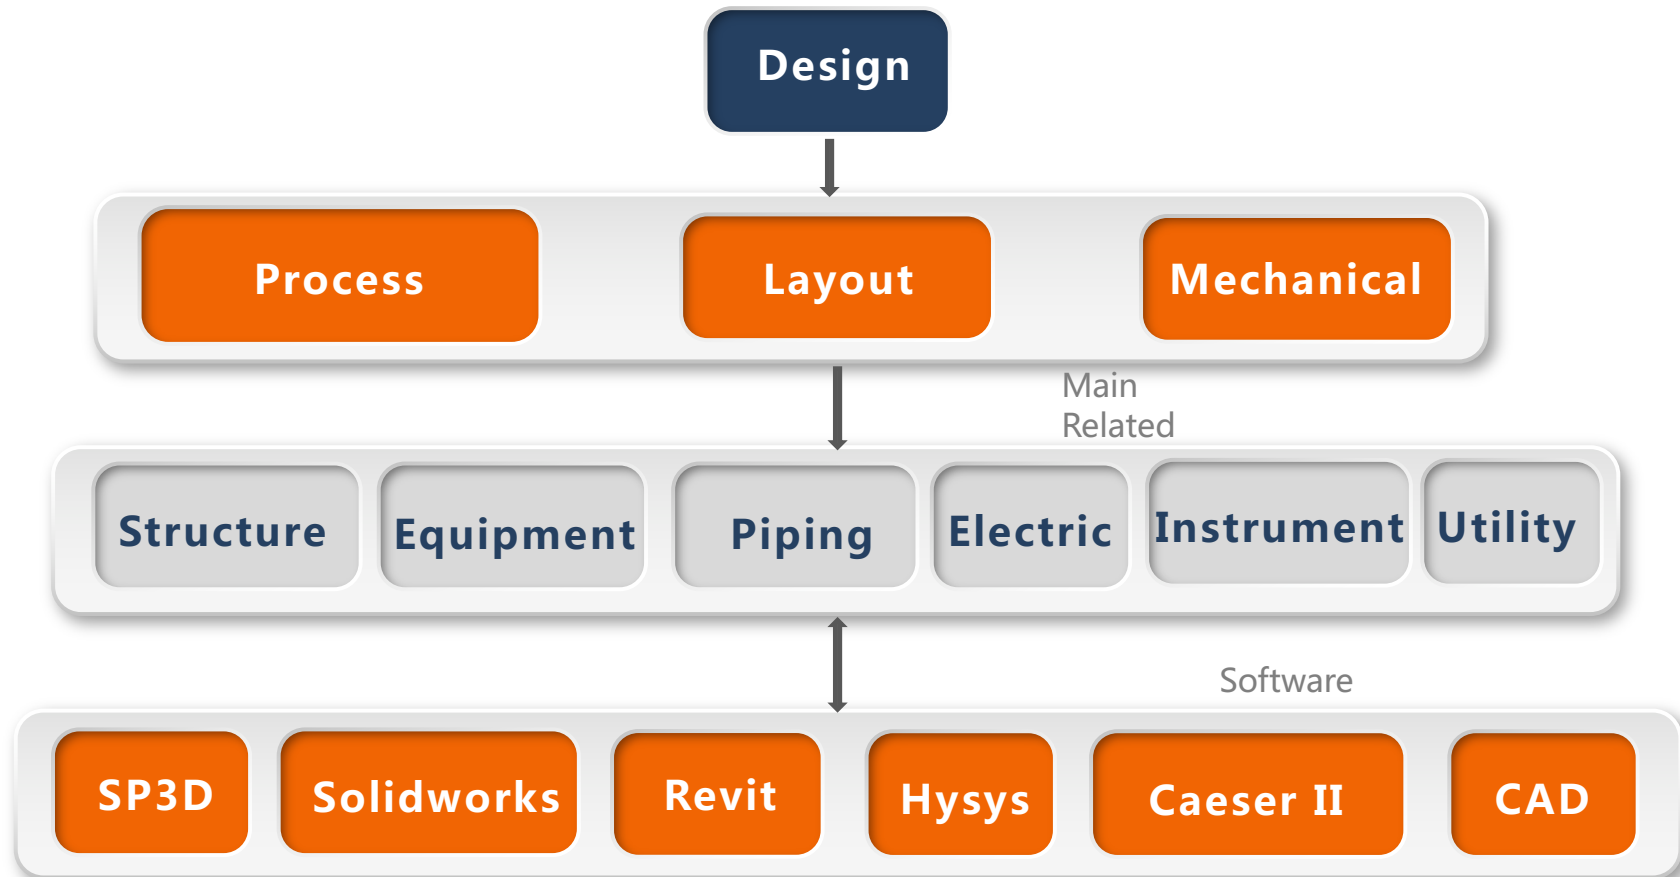 Design
Process
Layout
Mechanical
Main
Related
Structure
Equipment
Piping
Electric
Instrument
Utility
Software
SP3D
Solidworks
Revit
Hysys
Caeser II
CAD